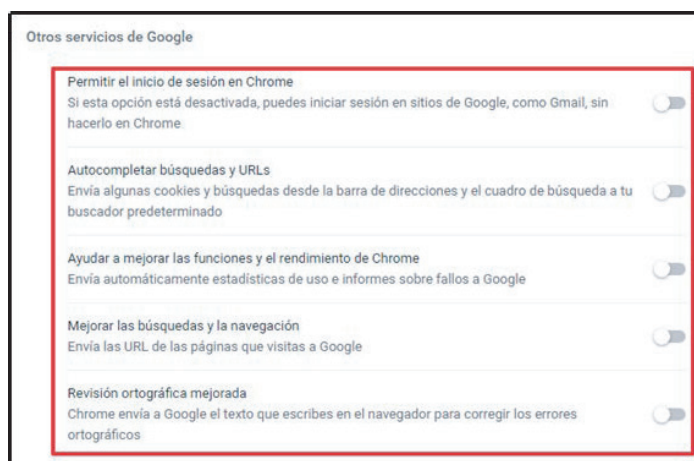 Otros servicios de Google
Permitir el inicio de sesión en Chrome
Si esta opción está desactivada, puedes iniciar sesión en sitios de Google, como Gmail, sin
hacerlo en Chrome
Autocompletar búsquedas y URLs
Envía algunas cookies y búsquedas desde la barra de direcciones y el cuadro de búsqueda a tu
buscador predeterminado
Ayudar a mejorar las funciones y el rendimiento de Chrome
Envía automáticamente estadísticas de uso e informes sobre fallos a Google
Mejorar las búsquedas y la navegación
Envía las URL de las páginas que visitas a Google
Revisión ortográfica mejorada
Chrome envía a Google el texto que escribes en el navegador para corregir los errores
ortográficos